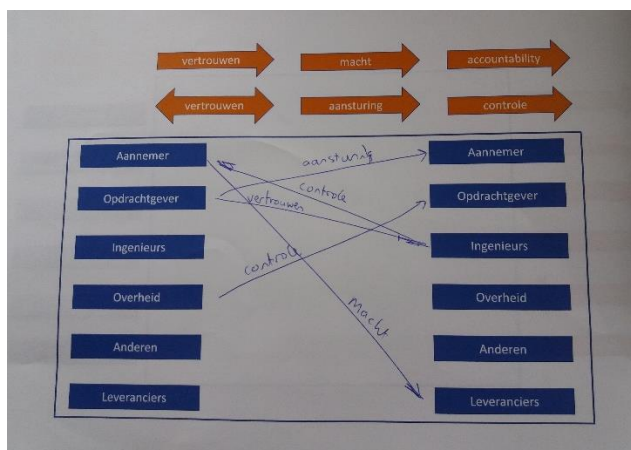 vertrouwen macht accountability
vertrouwen aansturing controle
Aannemer aansturing Aannemer
controle
Opdrachtgever vertrouwen Opdrachtgever
Ingenieurs Ingenieurs
controle
Overheid Overheid
macht
Anderen Anderen
Leveranciers Leveranciers